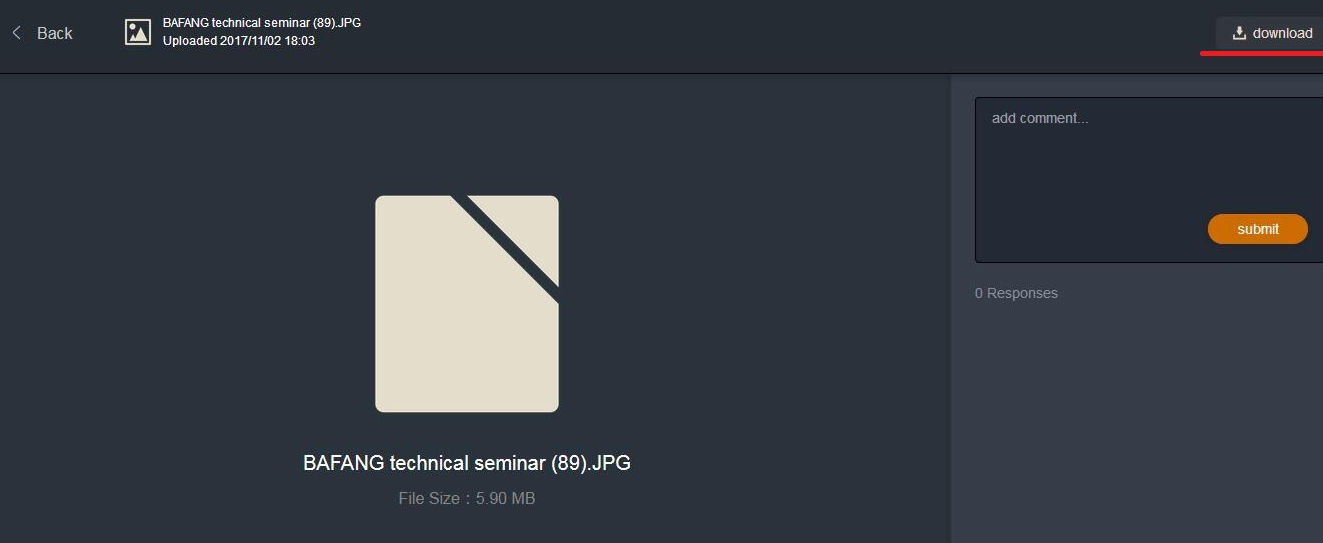 Back
BAFANG technical seminar (89).JPG
Uploaded 2017/11/02 18:03
download
add comment...
submit
0 Responses
BAFANG technical seminar (89).JPG
File Size：5.90 MB